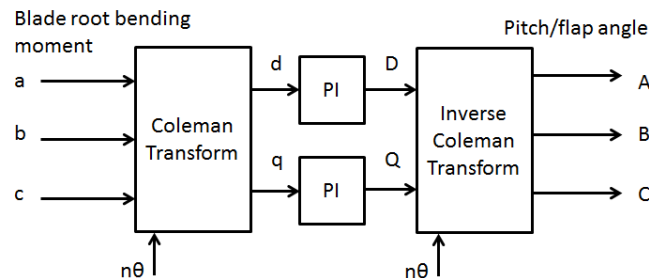 Blade root bending
moment
Pitch/flap angle
a
b
c
Coleman
Transform
d
q
PI
PI
D
Q
Inverse
Coleman
Transform
A
B
C
nθ
nθ